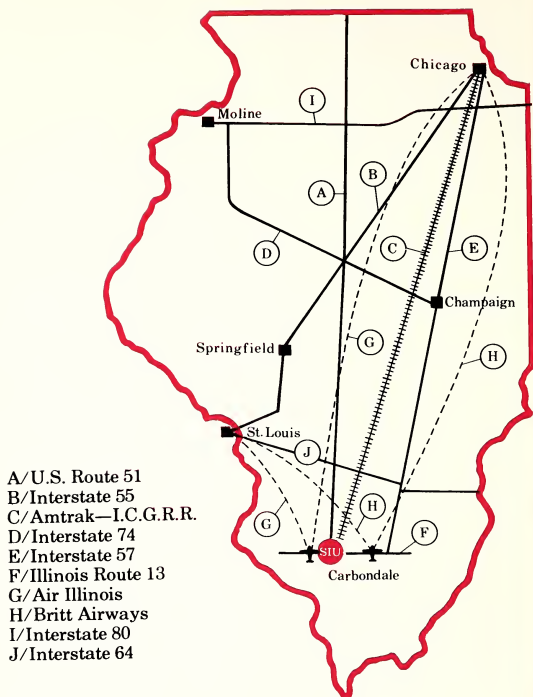 Chicago
I
Moline
B
A
C
E
D
Champaign
G
Springfield
H
St. Louis
J
A/U.S. Route 51
B/Interstate 55
C/Amtrak—I.C.G.R.R.
D/Interstate 74
E/Interstate 57
F/Illinois Route 13
G/Air Illinois
H/Britt Airways
I/Interstate 80
J/Interstate 64
G
H
F
SIU
Carbondale